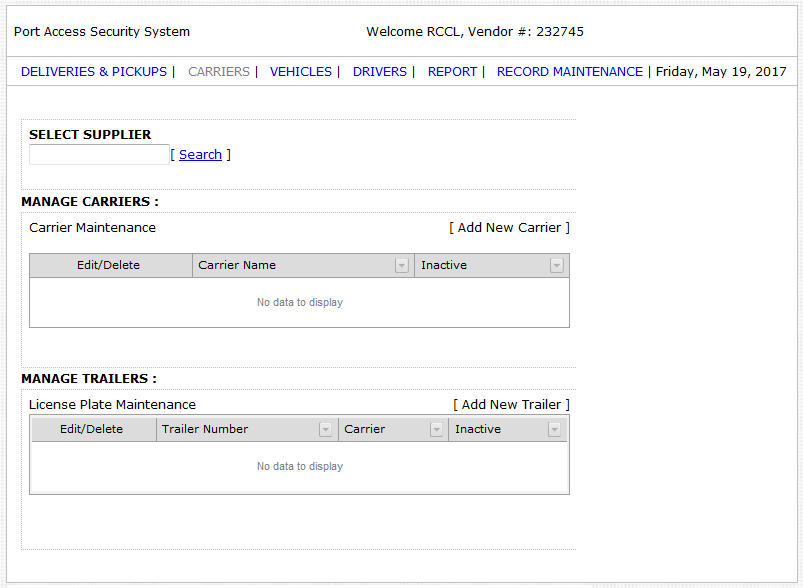 Port Access Security System Welcome RCCL, Vendor #: 232745
DELIVERIES & PICKUPS | CARRIERS | VEHICLES | DRIVERS | REPORT | RECORD MAINTENANCE | Friday, May 19, 2017
SELECT SUPPLIER
[ Search ]
MANAGE CARRIERS :
Carrier Maintenance [ Add New Carrier ]
Edit/Delete Carrier Name Inactive
No data to display
MANAGE TRAILERS :
License Plate Maintenance [ Add New Trailer ]
Edit/Delete Trailer Number Carrier Inactive
No data to display